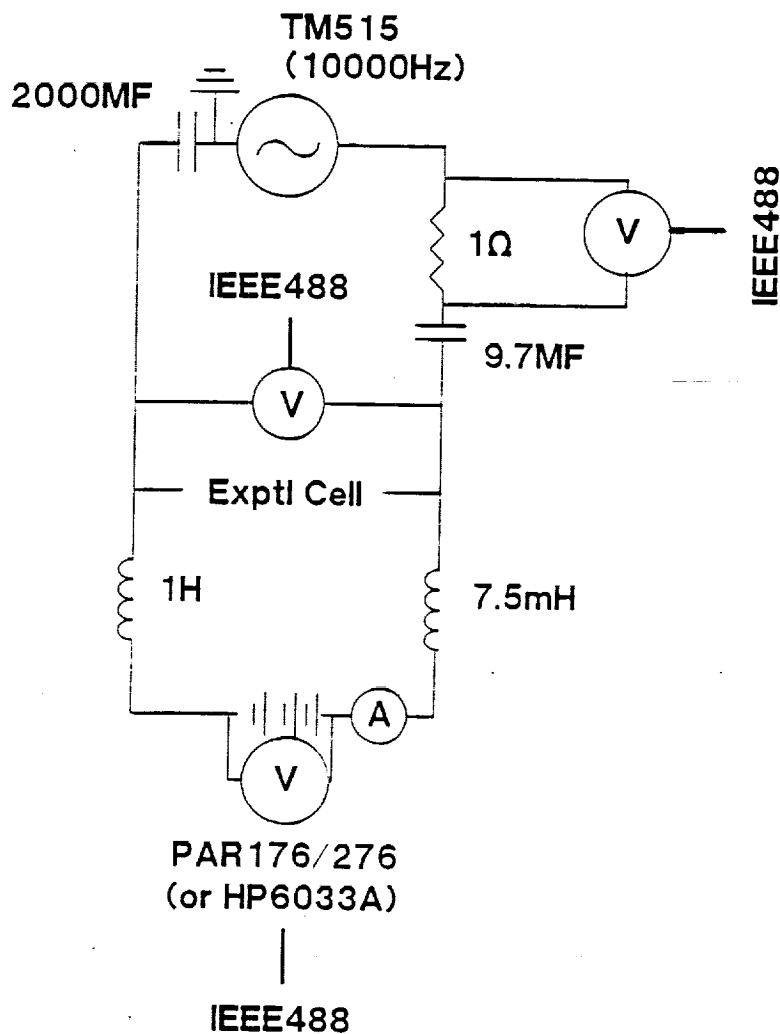 TM515
(10000Hz)
2000MF
1Ω
V
IEEE488
IEEE488
9.7MF
V
Exptl Cell
1H
7.5mH
A
V
PAR176/276
(or HP6033A)
IEEE488